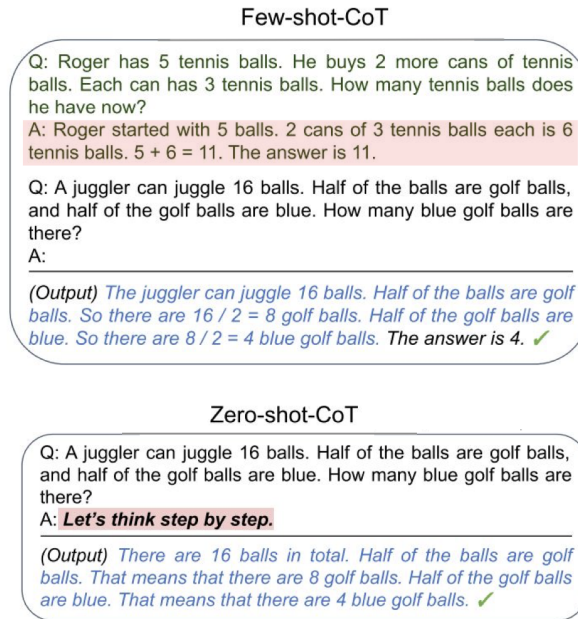 Few-shot-CoT
Q: Roger has 5 tennis balls. He buys 2 more cans of tennis
balls. Each can has 3 tennis balls. How many tennis balls does
he have now?
A: Roger started with 5 balls. 2 cans of 3 tennis balls each is 6
tennis balls. 5 + 6 = 11. The answer is 11.
Q: A juggler can juggle 16 balls. Half of the balls are golf balls,
and half of the golf balls are blue. How many blue golf balls are
there?
A:
(Output) The juggler can juggle 16 balls. Half of the balls are golf
balls. So there are 16 / 2 = 8 golf balls. Half of the golf balls are
blue. So there are 8 / 2 = 4 blue golf balls. The answer is 4. ✓
Zero-shot-CoT
Q: A juggler can juggle 16 balls. Half of the balls are golf balls,
and half of the golf balls are blue. How many blue golf balls are
there?
A: Let's think step by step.
(Output) There are 16 balls in total. Half of the balls are golf
balls. That means that there are 8 golf balls. Half of the golf balls
are blue. That means that there are 4 blue golf balls. ✓